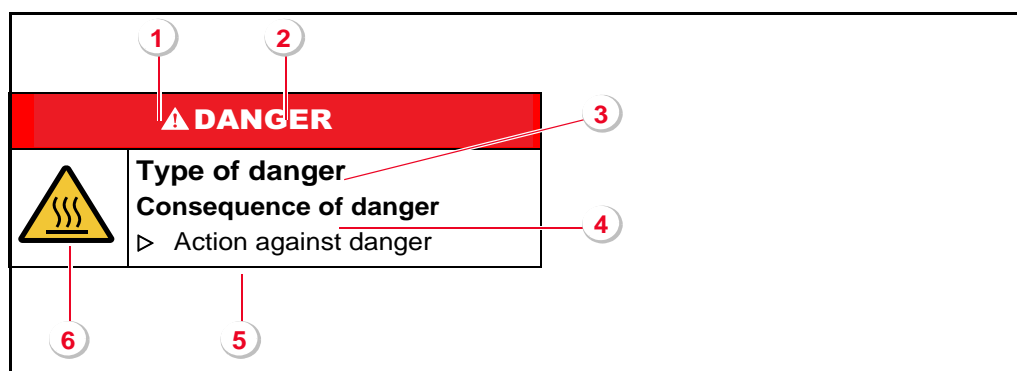 1 2
DANGER
3
Type of danger
Consequence of danger
4
Action against danger
6 5